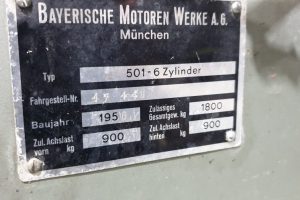 BAYERISCHE MOTOREN WERKE A.G.
München
Typ 501-6 Zylinder
Fahrgestell-Nr.
Baujahr 195 Zulässiges Gesamtgew. kg 1800
Zul. Achslast vorn kg 900 Zul. Achslast hinten kg 900